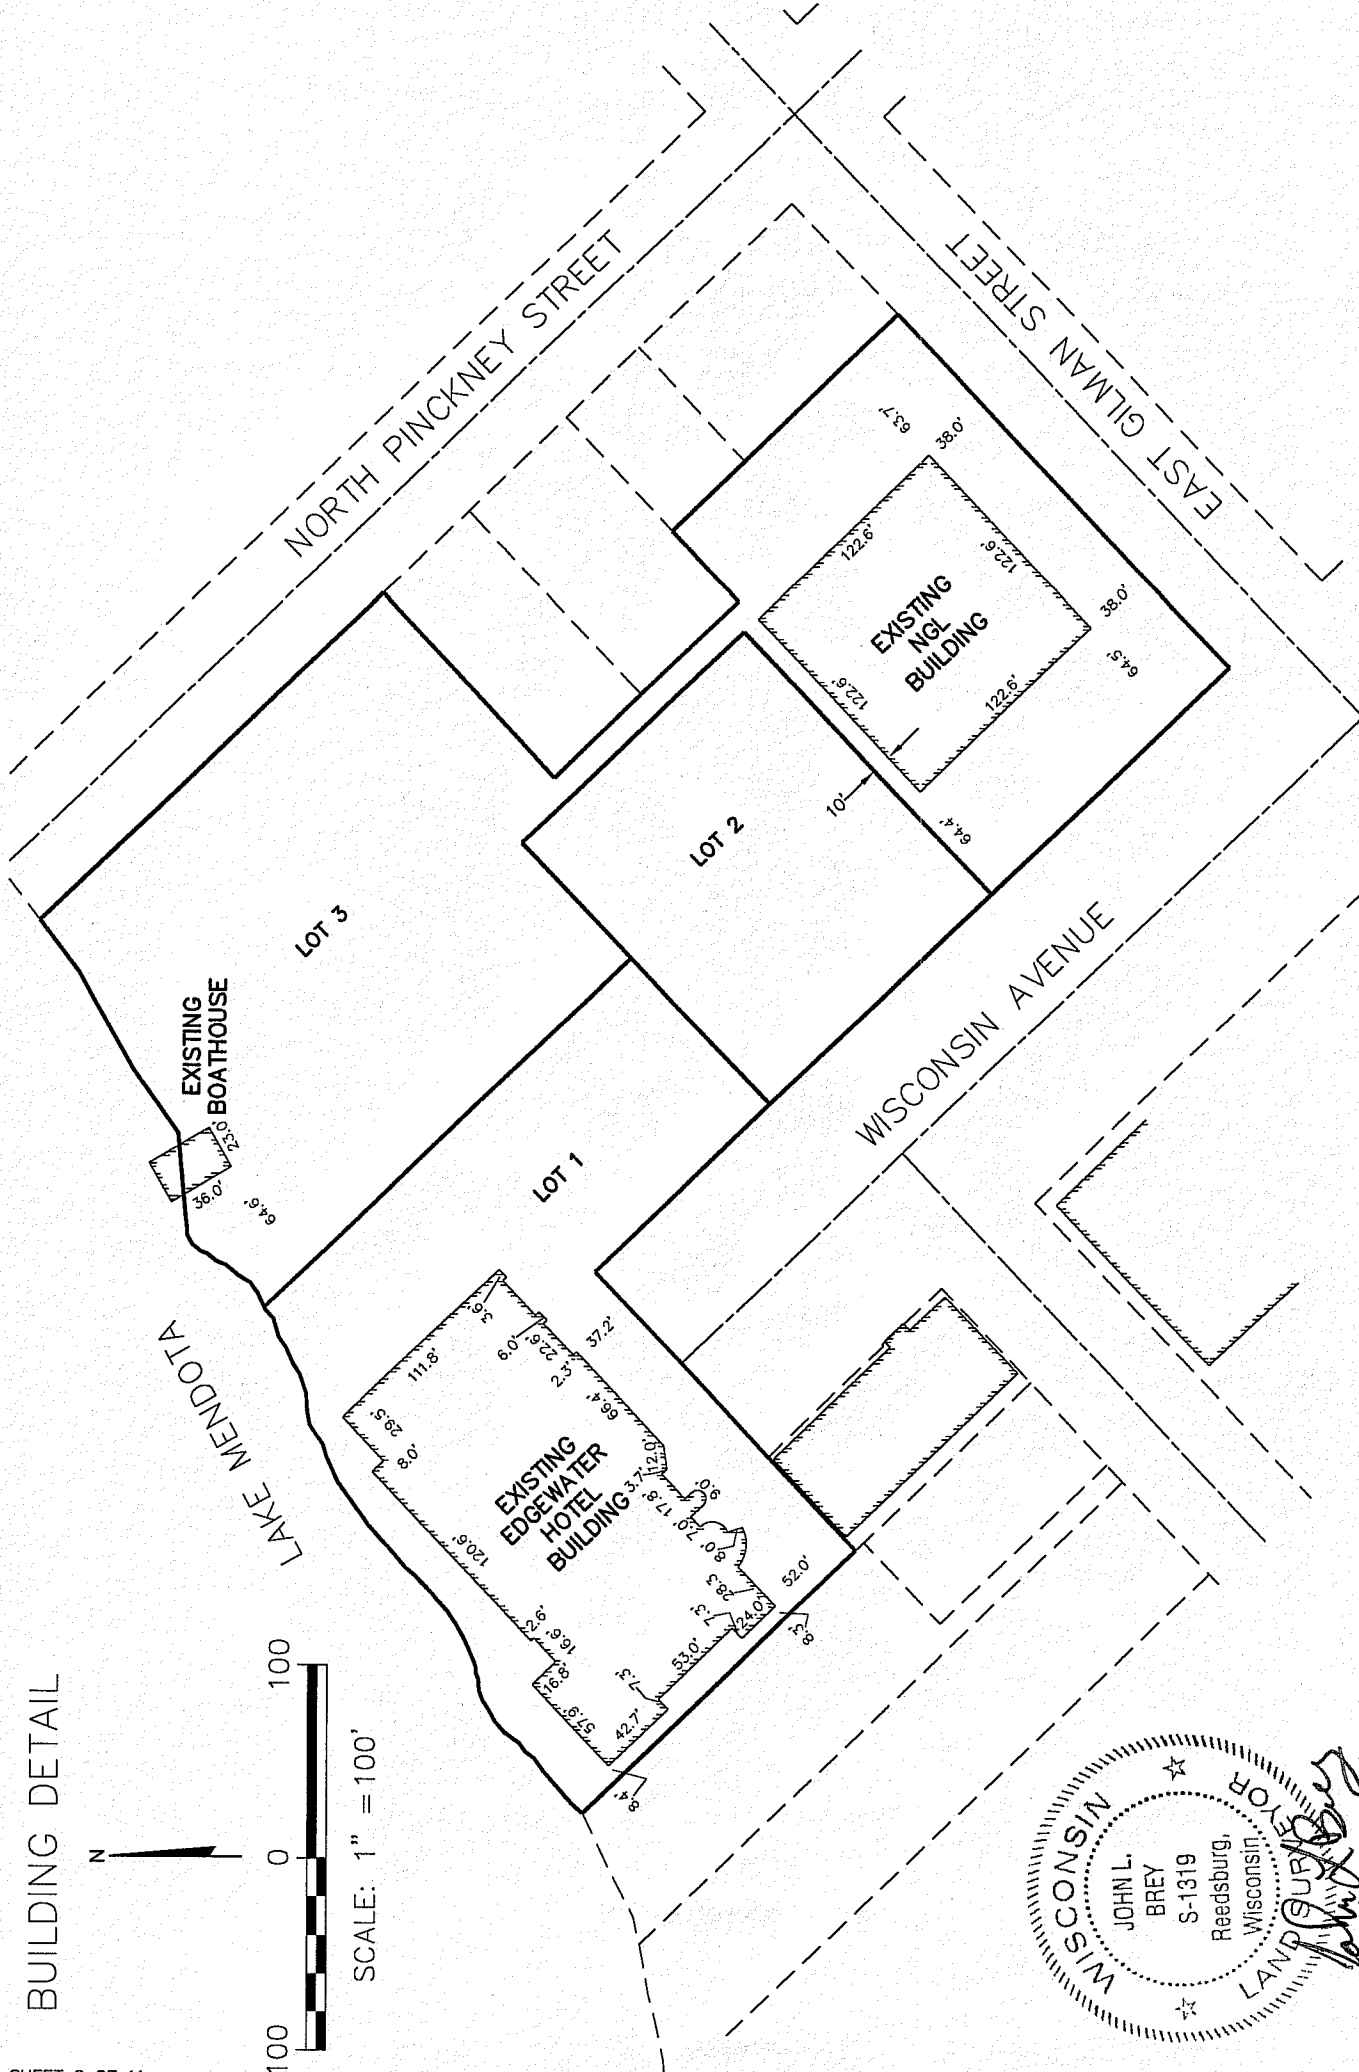 BUILDING DETAIL
N
100
0
100
SCALE: 1" = 100'
LAKE MENDOTA
EXISTING
BOATHOUSE
23.0'
36.0'
64.6'
LOT 3
NORTH PINCKNEY STREET
LOT 1
LOT 2
10'
64.4'
EXISTING
NGL
BUILDING
122.6'
122.6'
122.6'
122.6'
63.7'
38.0'
38.0'
64.5'
EAST GILMAN STREET
WISCONSIN AVENUE
EXISTING
EDGEWATER
HOTEL
BUILDING
111.8'
29.5'
8.0'
120.6'
2.6'
16.6'
16.8'
57.9'
42.7'
8.4'
7.3'
53.0'
7.3'
24.0'
8.3'
28.3'
52.0'
8.0'
7.0'
17.8'
9.0'
3.7'
12.0'
66.4'
2.3'
22.6'
37.2'
6.0'
3.6'
WISCONSIN
LAND SURVEYOR
JOHN L.
BREY
S-1319
Reedsburg,
Wisconsin
John L Brey